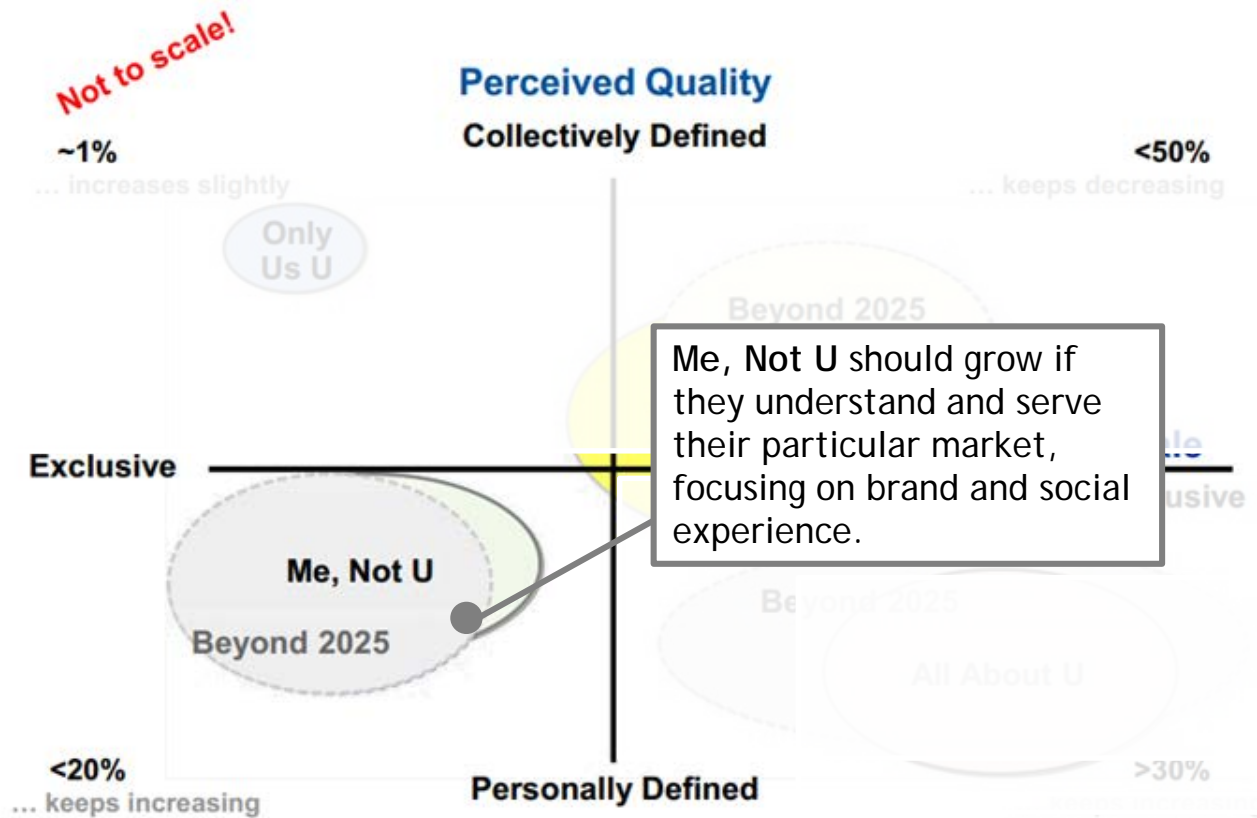 Not to scale!
Perceived Quality
Collectively Defined
~1%
... increases slightly
<50%
... keeps decreasing
Only
Us U
Beyond 2025
Me, Not U should grow if
they understand and serve
their particular market,
focusing on brand and social
experience.
Exclusive
Me, Not U
Beyond 2025
Beyond 2025
All About U
<20%
... keeps increasing
Personally Defined
>30%